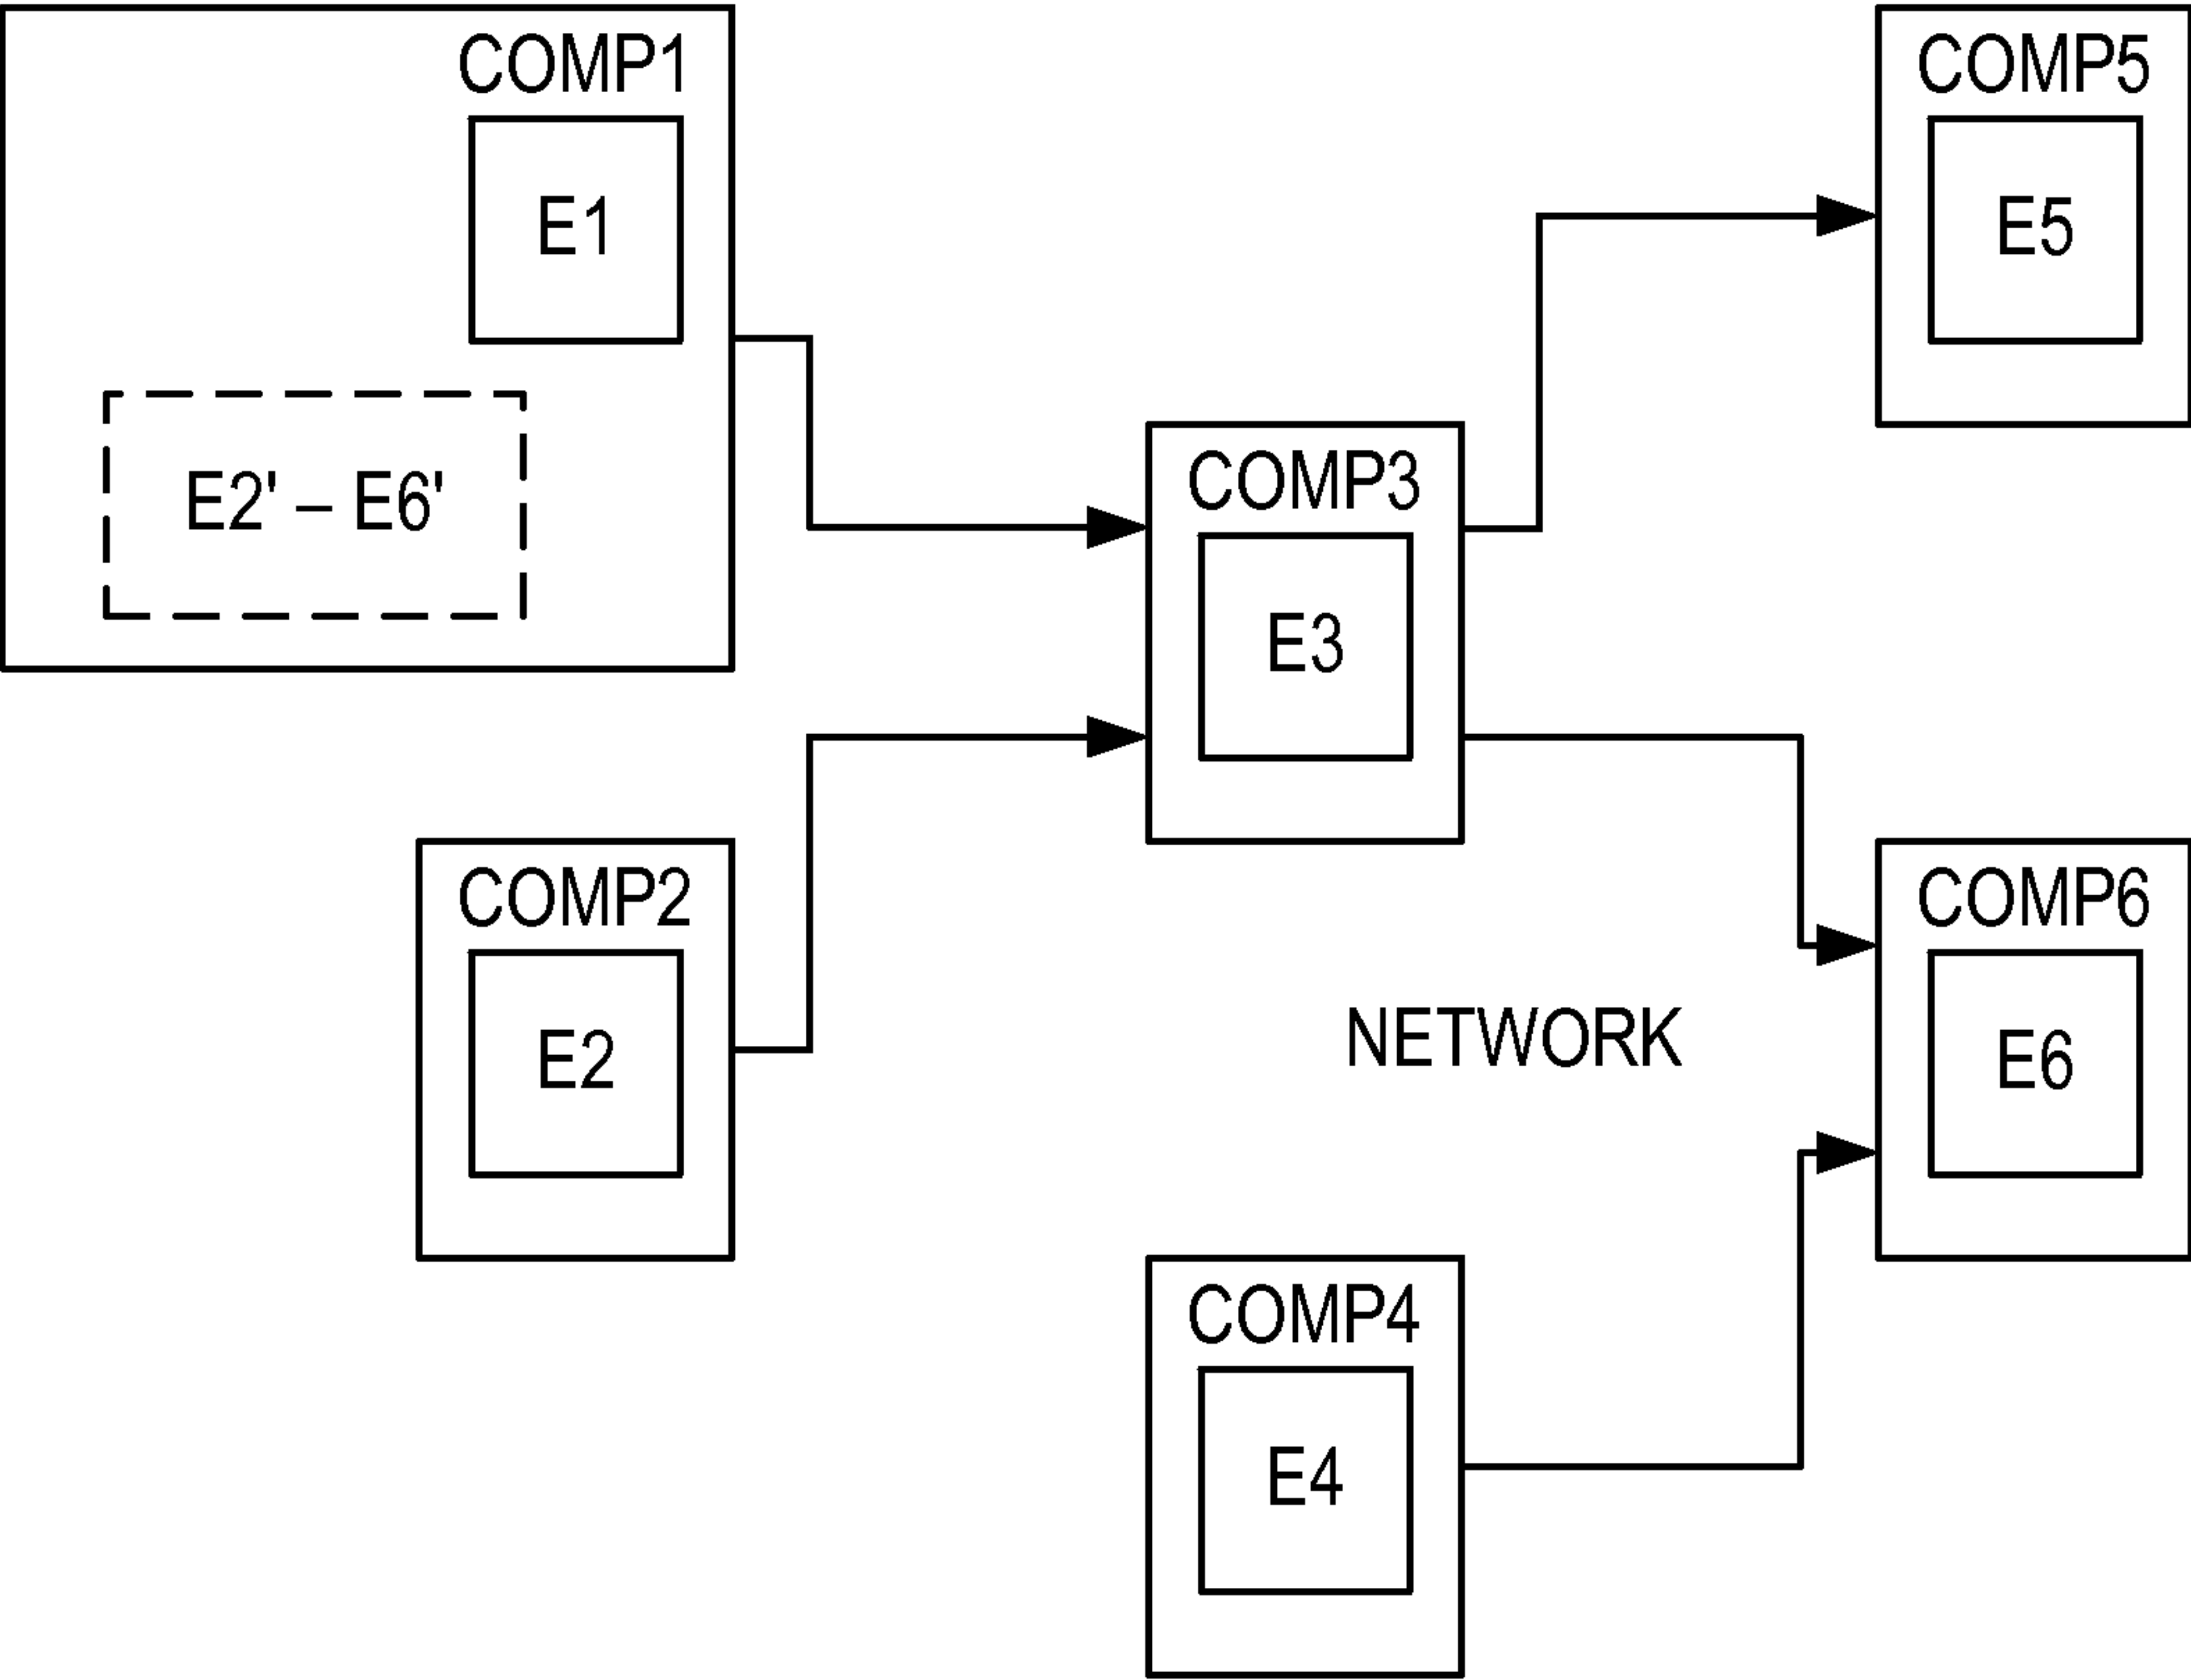 COMP1
E1
E2' – E6'
COMP2
E2
COMP3
E3
COMP4
E4
COMP5
E5
COMP6
E6
NETWORK